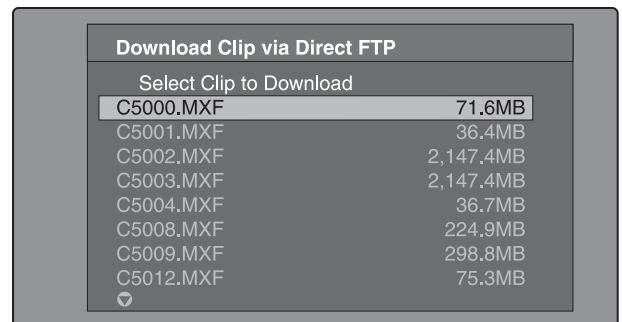 Download Clip via Direct FTP
Select Clip to Download
C5000.MXF 71.6MB
C5001.MXF 36.4MB
C5002.MXF 2,147.4MB
C5003.MXF 2,147.4MB
C5004.MXF 36.7MB
C5008.MXF 224.9MB
C5009.MXF 298.8MB
C5012.MXF 75.3MB